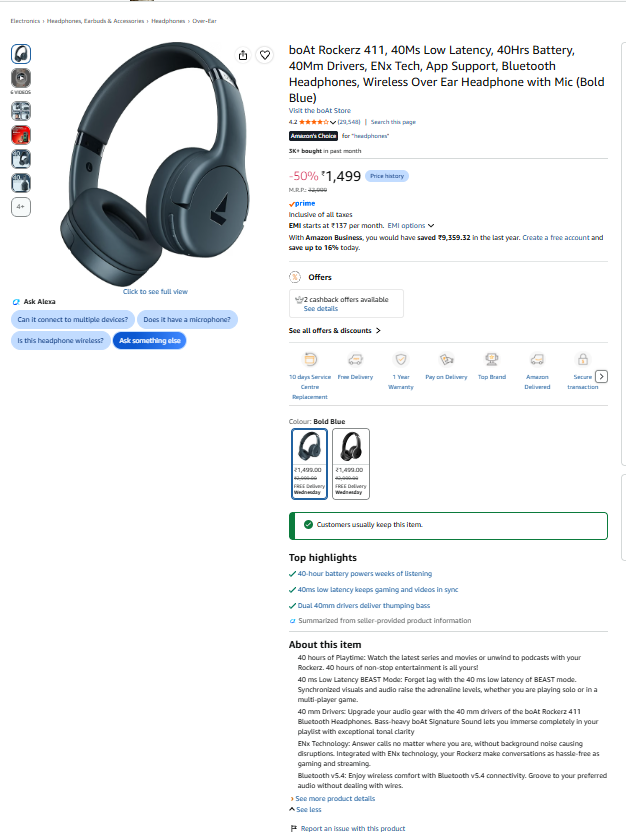 Electronics › Headphones, Earbuds & Accessories › Headphones › Over-Ear
6 VIDEOS
4+
Click to see full view
Ask Alexa
Can it connect to multiple devices?
Does it have a microphone?
Is this headphone wireless?
Ask something else
boAt Rockerz 411, 40Ms Low Latency, 40Hrs Battery,
40Mm Drivers, ENx Tech, App Support, Bluetooth
Headphones, Wireless Over Ear Headphone with Mic (Bold
Blue)
Visit the boAt Store
4.2 (29,548) | Search this page
Amazon's Choice for "headphones"
3K+ bought in past month
-50% ₹1,499 Price history
M.R.P.: ₹2,999
prime
Inclusive of all taxes
EMI starts at ₹137 per month. EMI options
With Amazon Business, you would have saved ₹9,359.32 in the last year. Create a free account and
save up to 16% today.
Offers
2 cashback offers available
See details
See all offers & discounts
10 days Service
Centre
Replacement
Free Delivery
1 Year
Warranty
Pay on Delivery
Top Brand
Amazon
Delivered
Secure
transaction
Colour: Bold Blue
₹1,499.00
₹2,999.00
FREE Delivery
Wednesday
₹1,499.00
₹2,999.00
FREE Delivery
Wednesday
Customers usually keep this item.
Top highlights
40-hour battery powers weeks of listening
40ms low latency keeps gaming and videos in sync
Dual 40mm drivers deliver thumping bass
Summarized from seller-provided product information
About this item
40 hours of Playtime: Watch the latest series and movies or unwind to podcasts with your
Rockerz. 40 hours of non-stop entertainment is all yours!
40 ms Low Latency BEAST Mode: Forget lag with the 40 ms low latency of BEAST mode.
Synchronized visuals and audio raise the adrenaline levels, whether you are playing solo or in a
multi-player game.
40 mm Drivers: Upgrade your audio gear with the 40 mm drivers of the boAt Rockerz 411
Bluetooth Headphones. Bass-heavy boAt Signature Sound lets you immerse completely in your
playlist with exceptional tonal clarity
ENx Technology: Answer calls no matter where you are, without background noise causing
disruptions. Integrated with ENx technology, your Rockerz make conversations as hassle-free as
gaming and streaming.
Bluetooth v5.4: Enjoy wireless comfort with Bluetooth v5.4 connectivity. Groove to your preferred
audio without dealing with wires.
› See more product details
See less
Report an issue with this product